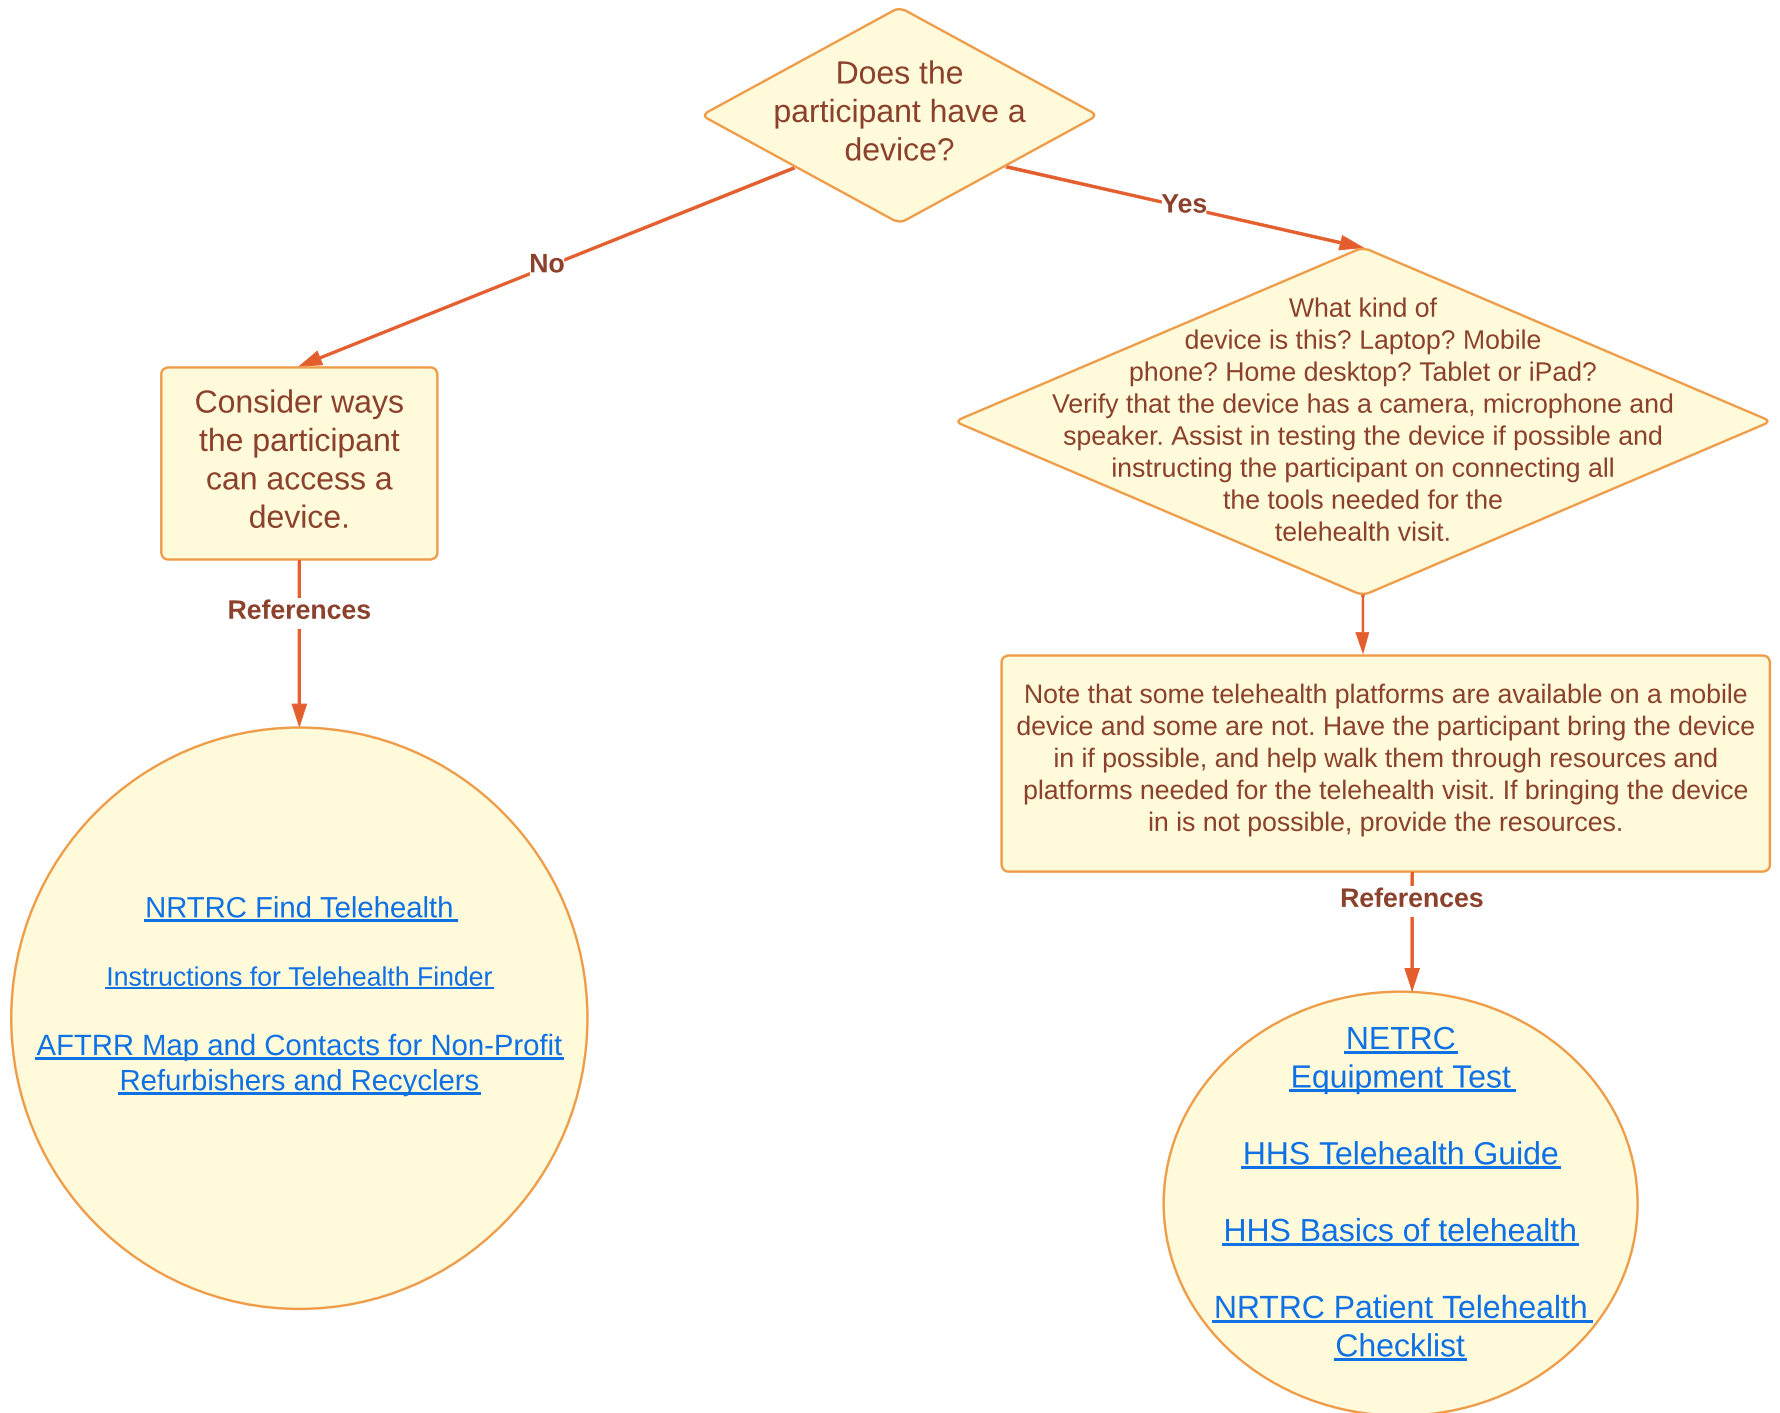 Does the
participant have a
device?
Yes
No
What kind of
device is this? Laptop? Mobile
phone? Home desktop? Tablet or iPad?
Verify that the device has a camera, microphone and
speaker. Assist in testing the device if possible and
instructing the participant on connecting all
the tools needed for the
telehealth visit.
Consider ways
the participant
can access a
device.
References
Note that some telehealth platforms are available on a mobile
device and some are not. Have the participant bring the device
in if possible, and help walk them through resources and
platforms needed for the telehealth visit. If bringing the device
in is not possible, provide the resources.
References
NRTRC Find Telehealth
Instructions for Telehealth Finder
AFTRR Map and Contacts for Non-Profit
Refurbishers and Recyclers
NETRC
Equipment Test
HHS Telehealth Guide
HHS Basics of telehealth
NRTRC Patient Telehealth
Checklist